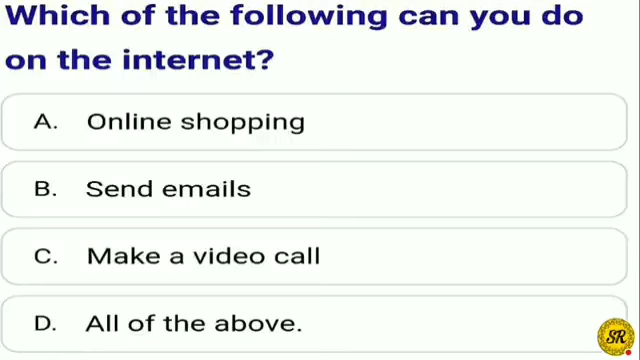 Which of the following can you do
on the internet?
A. Online shopping
B. Send emails
C. Make a video call
D. All of the above.
SR